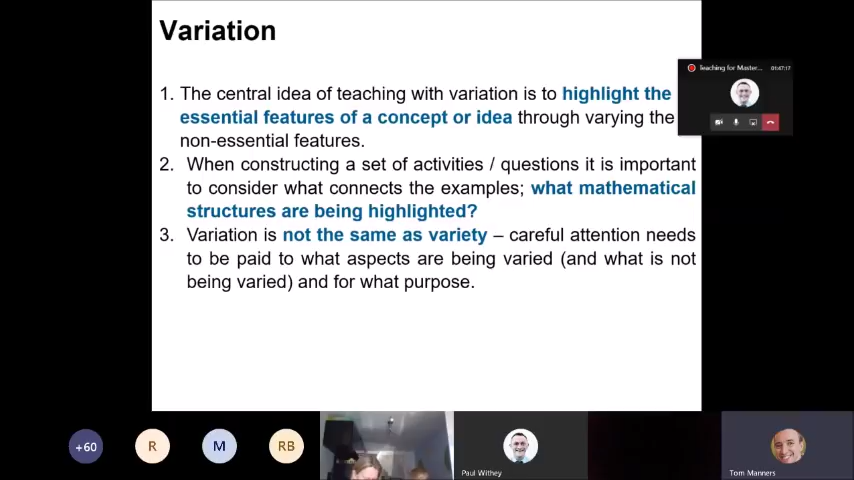 Variation
Teaching for Master... 01:47:17
1. The central idea of teaching with variation is to highlight the
essential features of a concept or idea through varying the
non-essential features.
2. When constructing a set of activities / questions it is important
to consider what connects the examples; what mathematical
structures are being highlighted?
3. Variation is not the same as variety – careful attention needs
to be paid to what aspects are being varied (and what is not
being varied) and for what purpose.
+60 R M RB
Paul Withey Tom Manners